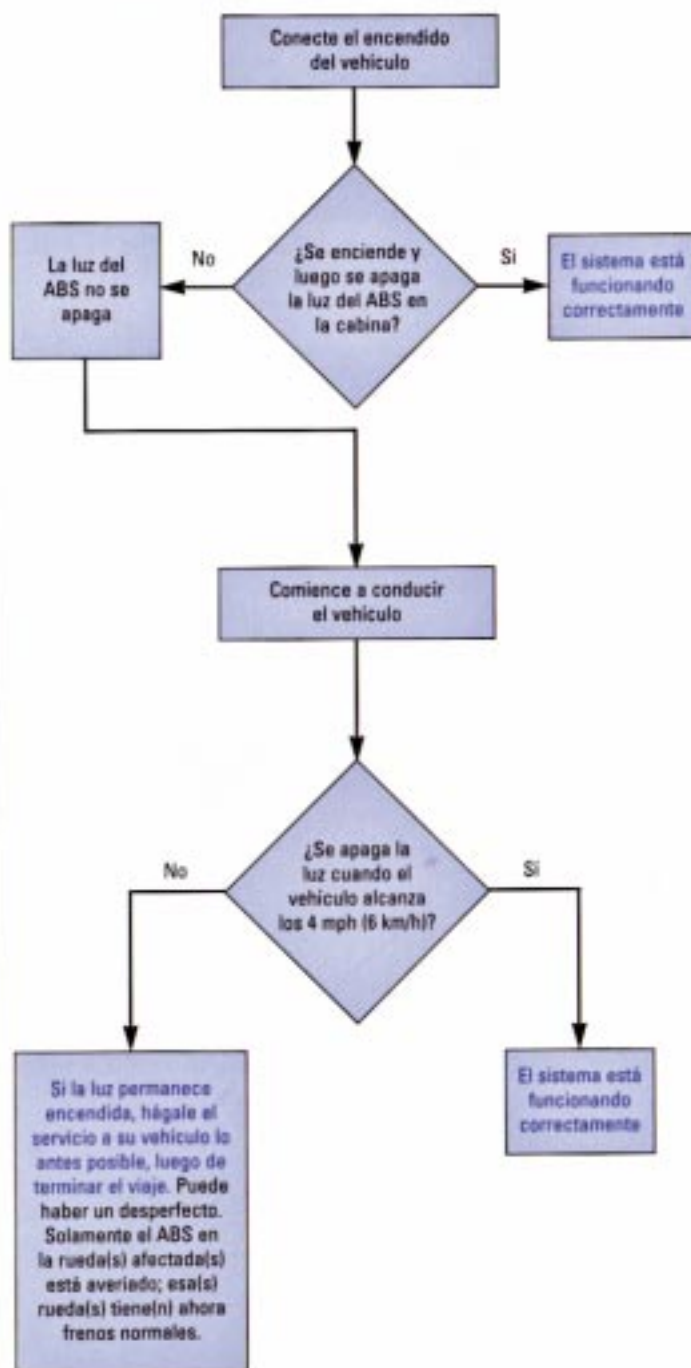 Conecte el encendido
del vehículo
¿Se enciende y
luego se apaga
la luz del ABS en
la cabina?
No
Sí
La luz del
ABS no se
apaga
El sistema está
funcionando
correctamente
Comience a conducir
el vehículo
¿Se apaga la
luz cuando el
vehículo alcanza
los 4 mph (6 km/h)?
No
Sí
Si la luz permanece
encendida, hágale el
servicio a su vehículo lo
antes posible, luego de
terminar el viaje. Puede
haber un desperfecto.
Solamente el ABS en
la rueda(s) afectada(s)
está averiado; esa(s)
rueda(s) tiene(n) ahora
frenos normales.
El sistema está
funcionando
correctamente